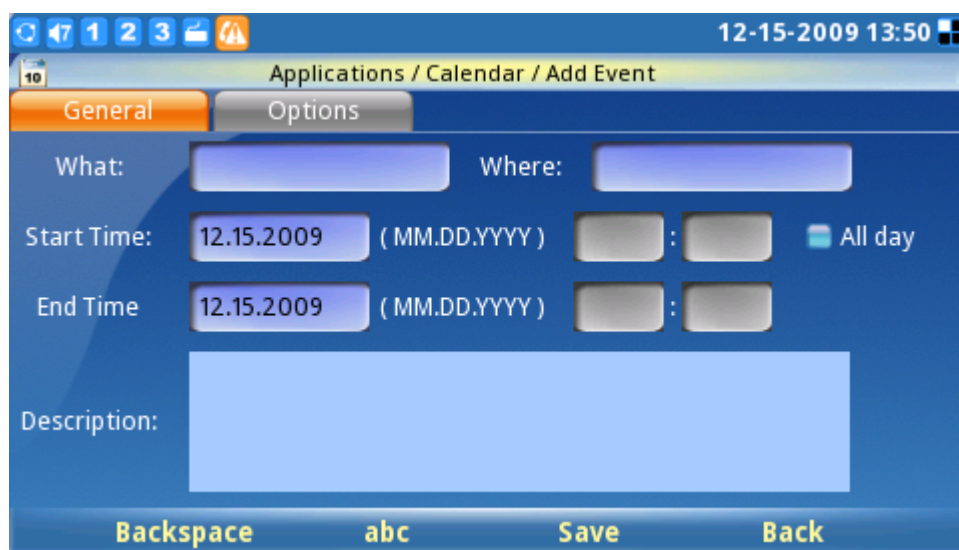 7 1 2 3 12-15-2009 13:50
10 Applications / Calendar / Add Event
General Options
What: Where:
Start Time: 12.15.2009 ( MM.DD.YYYY ) : All day
End Time 12.15.2009 ( MM.DD.YYYY ) :
Description:
Backspace abc Save Back